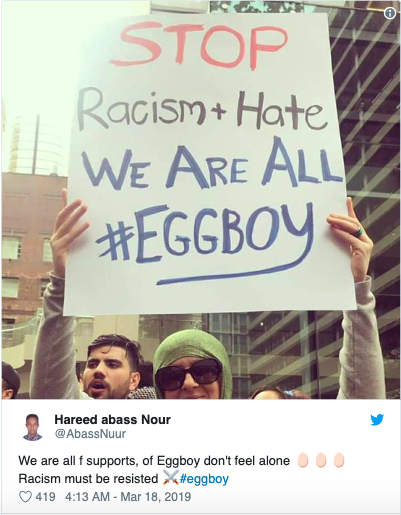 STOP
Racism + Hate
WE ARE ALL
#EGGBOY
Hareed abass Nour
@AbassNuur
We are all f supports, of Eggboy don't feel alone 🥚🥚🥚
Racism must be resisted ⚔️#eggboy
419 4:13 AM - Mar 18, 2019